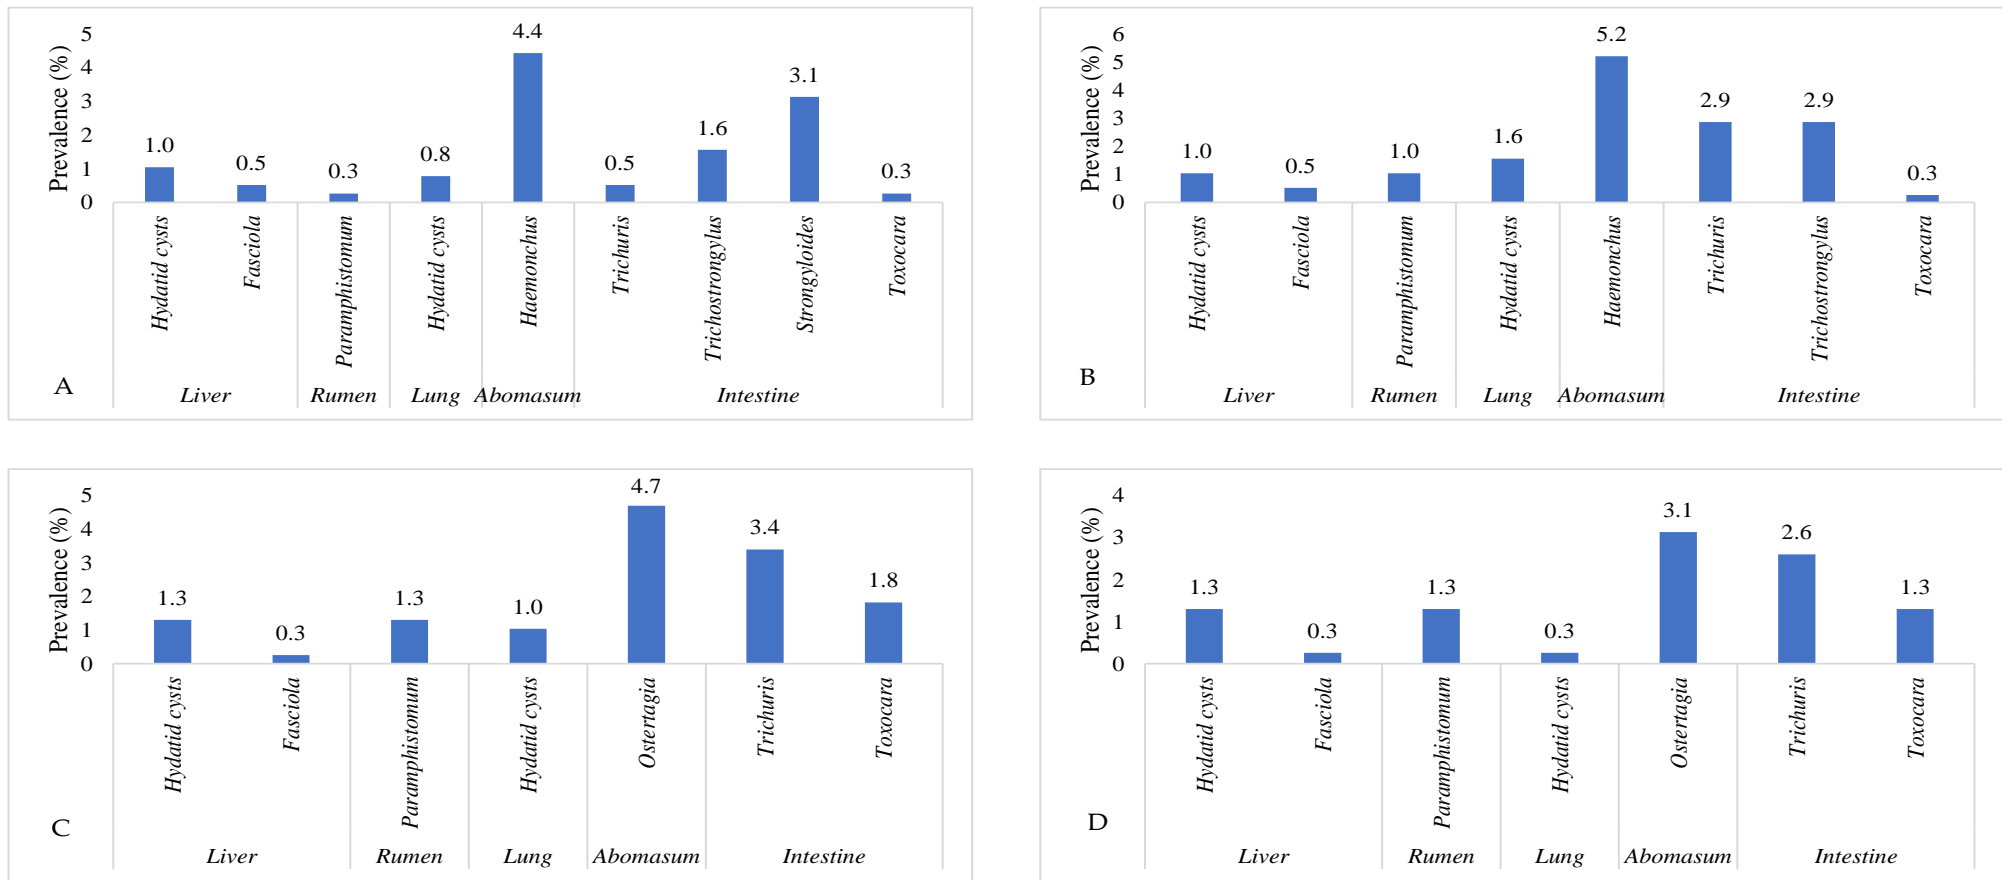 Prevalence (%)
5
4
3
2
1
0
1.0
0.5
0.3
0.8
4.4
0.5
1.6
3.1
0.3
Hydatid cysts
Fasciola
Paramphistomum
Hydatid cysts
Haemonchus
Trichuris
Trichostrongylus
Strongyloides
Toxocara
Liver
Rumen
Lung
Abomasum
Intestine
A
Prevalence (%)
6
5
4
3
2
1
0
1.0
0.5
1.0
1.6
5.2
2.9
2.9
0.3
Hydatid cysts
Fasciola
Paramphistomum
Hydatid cysts
Haemonchus
Trichuris
Trichostrongylus
Toxocara
Liver
Rumen
Lung
Abomasum
Intestine
B
Prevalence (%)
5
4
3
2
1
0
1.3
0.3
1.3
1.0
4.7
3.4
1.8
Hydatid cysts
Fasciola
Paramphistomum
Hydatid cysts
Ostertagia
Trichuris
Toxocara
Liver
Rumen
Lung
Abomasum
Intestine
C
Prevalence (%)
4
3
2
1
0
1.3
0.3
1.3
0.3
3.1
2.6
1.3
Hydatid cysts
Fasciola
Paramphistomum
Hydatid cysts
Ostertagia
Trichuris
Toxocara
Liver
Rumen
Lung
Abomasum
Intestine
D